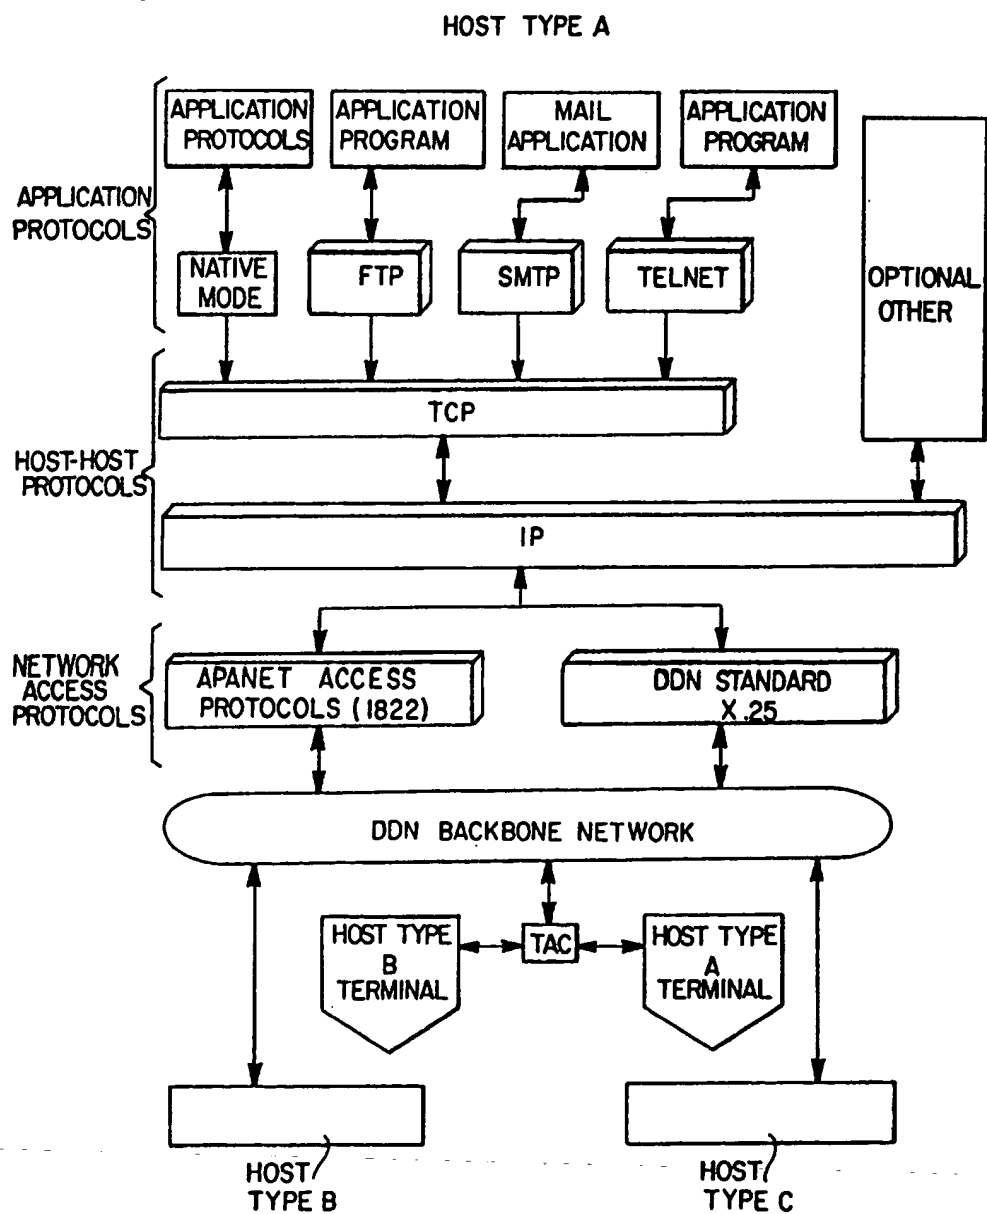 HOST TYPE A
APPLICATION
PROTOCOLS
APPLICATION
PROGRAM
MAIL
APPLICATION
APPLICATION
PROGRAM
APPLICATION
PROTOCOLS
NATIVE
MODE
FTP
SMTP
TELNET
OPTIONAL
OTHER
HOST-HOST
PROTOCOLS
TCP
IP
NETWORK
ACCESS
PROTOCOLS
APANET ACCESS
PROTOCOLS (1822)
DDN STANDARD
X.25
DDN BACKBONE NETWORK
HOST TYPE
B
TERMINAL
TAC
HOST TYPE
A
TERMINAL
HOST
TYPE B
HOST
TYPE C